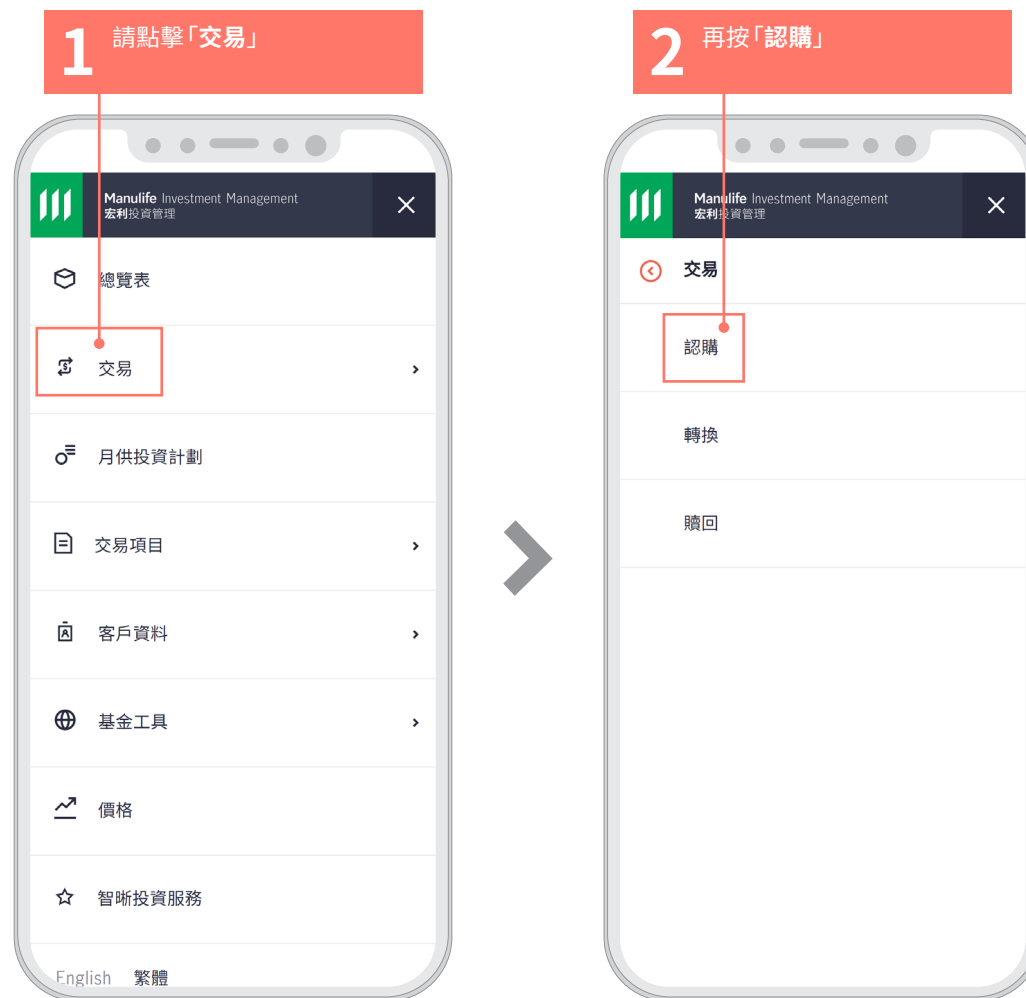 1 請點擊「交易」
Manulife Investment Management
宏利投資管理
總覽表
交易
月供投資計劃
交易項目
客戶資料
基金工具
價格
智晰投資服務
English 繁體
2 再按「認購」
Manulife Investment Management
宏利投資管理
交易
認購
轉換
贖回